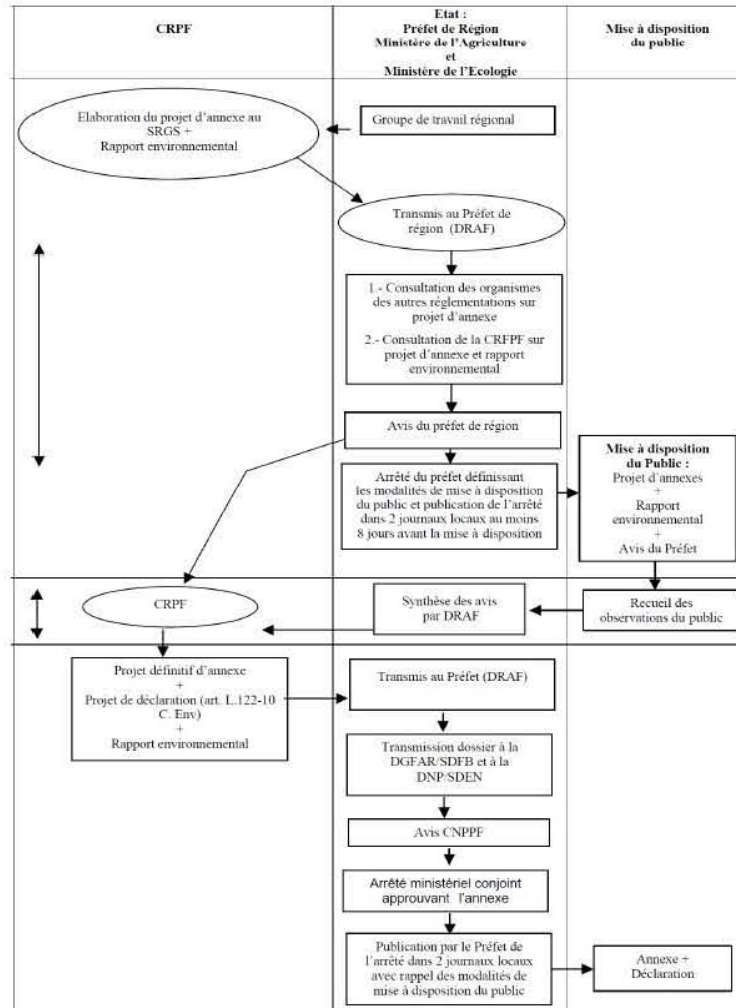 CRPF
Etat :
Préfet de Région
Ministère de l'Agriculture
et
Ministère de l'Ecologie
Mise à disposition
du public
Elaboration du projet d'annexe au
SRGS +
Rapport environnemental
Groupe de travail régional
Transmis au Préfet de
région (DRAF)
1.- Consultation des organismes
des autres réglementations sur
projet d'annexe
2.- Consultation de la CRFPF sur
projet d'annexe et rapport
environnemental
Avis du préfet de région
Arrêté du préfet définissant
les modalités de mise à disposition
du public et publication de l'arrêté
dans 2 journaux locaux au moins
8 jours avant la mise à disposition
Mise à disposition
du Public :
Projet d'annexes
+
Rapport
environnemental
+
Avis du Préfet
CRPF
Synthèse des avis
par DRAF
Recueil des
observations du public
Projet définitif d'annexe
+
Projet de déclaration (art. L.122-10
C. Env)
+
Rapport environnemental
Transmis au Préfet (DRAF)
Transmission dossier à la
DGFAR/SDFB et à la
DNP/SDEN
Avis CNPPF
Arrêté ministériel conjoint
approuvant l'annexe
Publication par le Préfet de
l'arrêté dans 2 journaux locaux
avec rappel des modalités de
mise à disposition du public
Annexe +
Déclaration